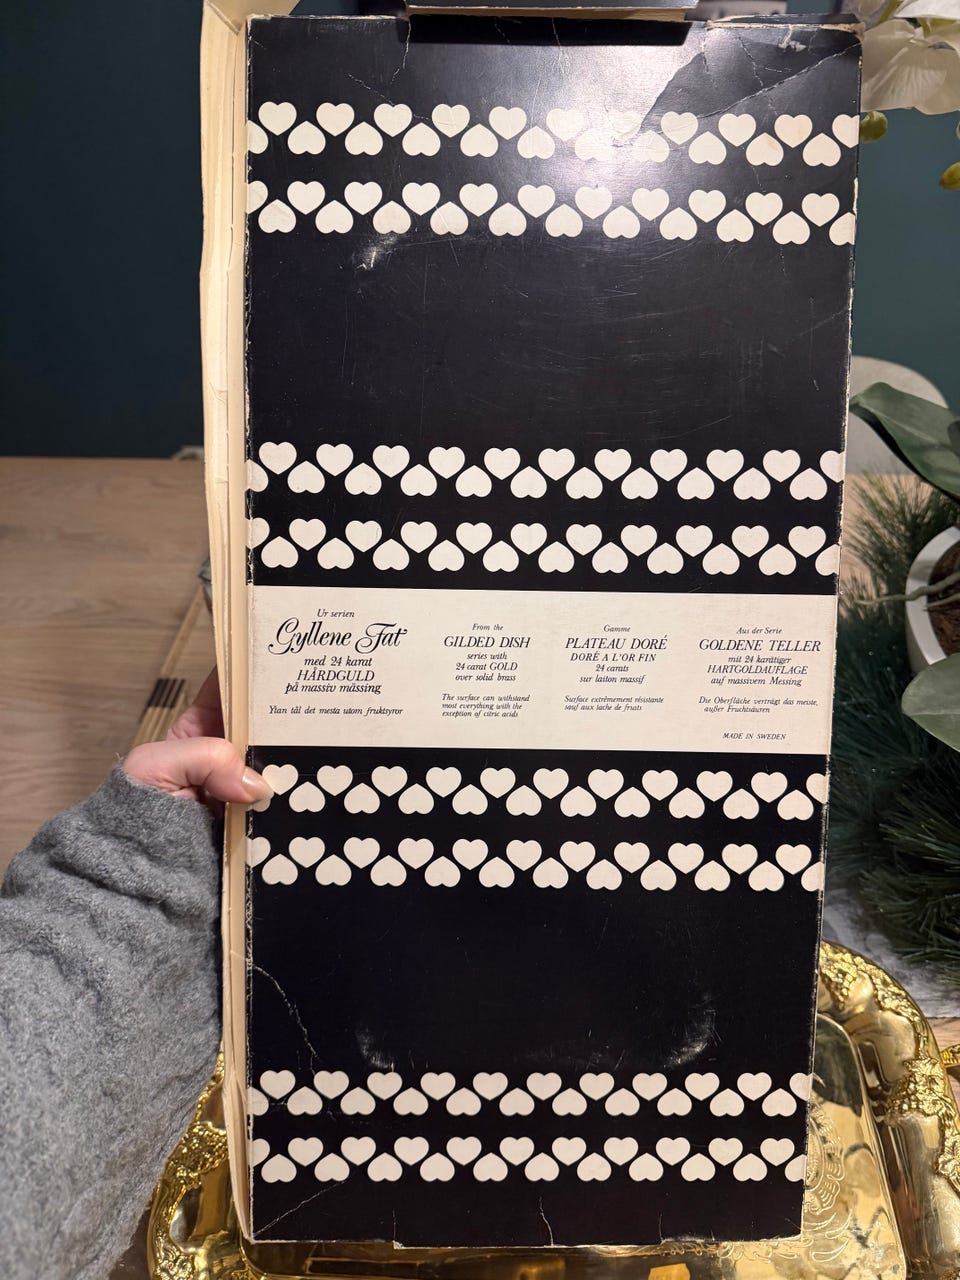 Ur serien
Gyllene Fat
med 24 karat
HÅRDGULD
på massiv mässing
Ytan tål det mesta utom fruktsyror
From the
GILDED DISH
series with
24 carat GOLD
over solid brass
The surface can withstand
most everything with the
exception of citric acids
Gamme
PLATEAU DORÉ
DORÉ A L'OR FIN
24 carats
sur laiton massif
Surface extrêmement résistante
sauf aux tache de fruits
Aus der Serie
GOLDENE TELLER
mit 24 karätiger
HARTGOLDAUFLAGE
auf massivem Messing
Die Oberfläche verträgt das meiste,
außer Fruchtsäuren
MADE IN SWEDEN